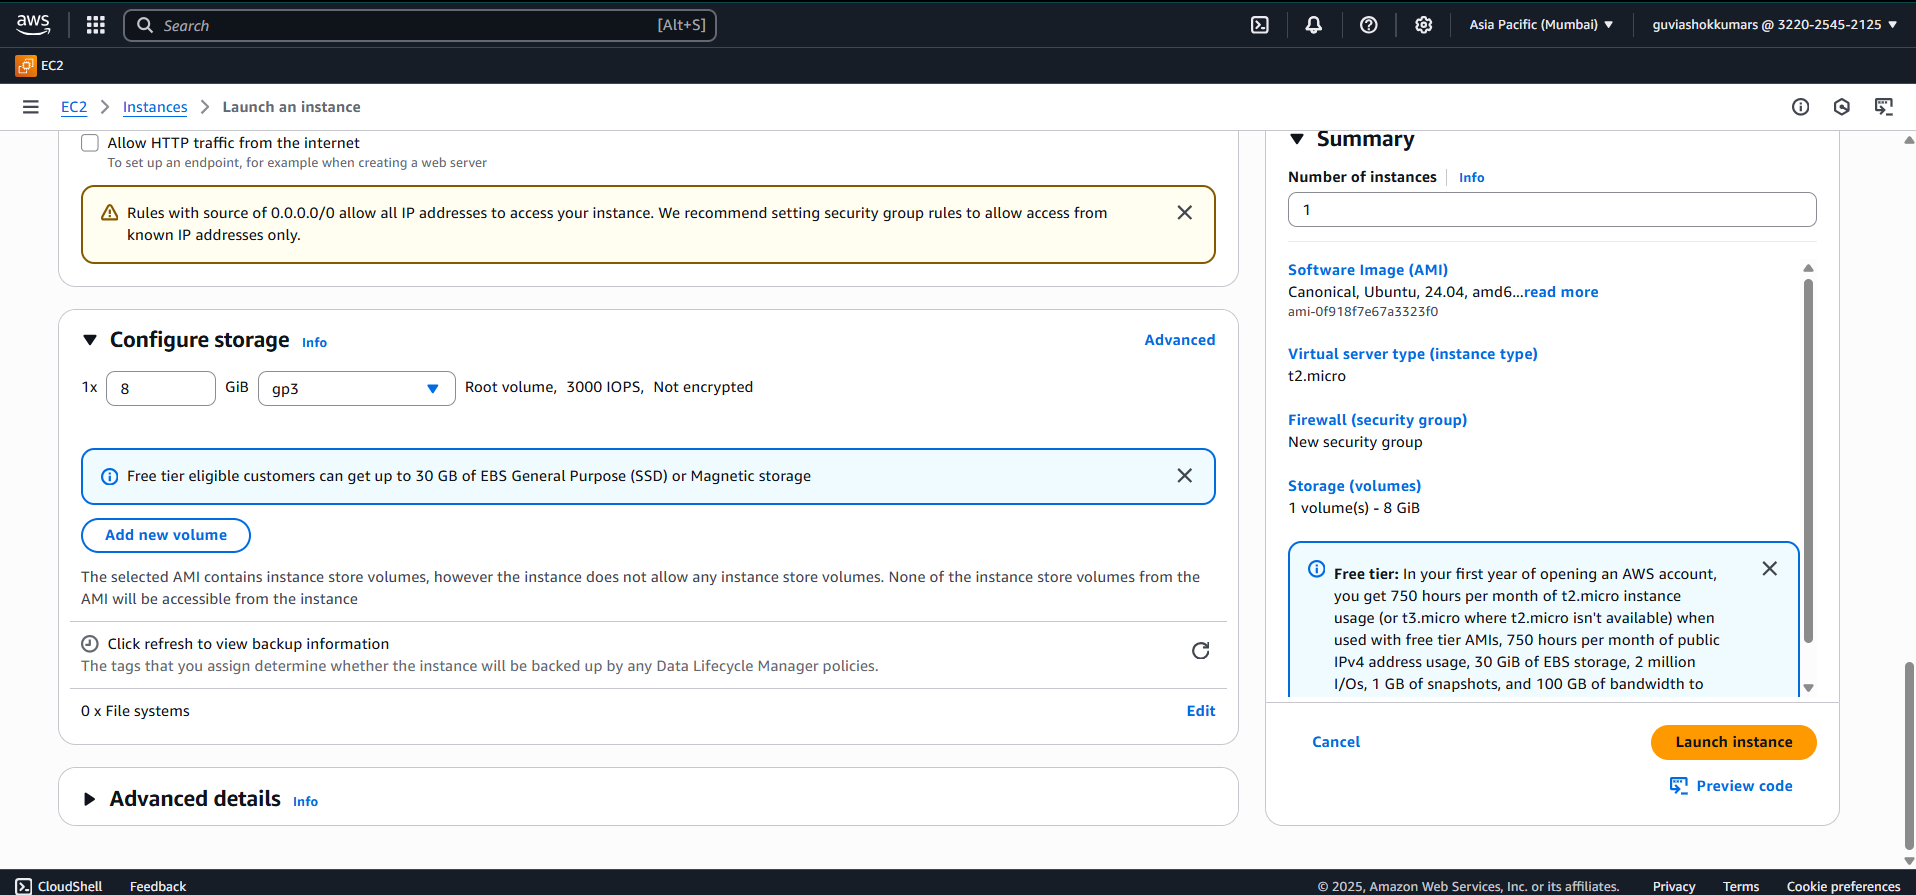 aws
Search
[Alt+S]
Asia Pacific (Mumbai)
guviashokkumars @ 3220-2545-2125
EC2
EC2
Instances
Launch an instance
Allow HTTP traffic from the internet
To set up an endpoint, for example when creating a web server
Rules with source of 0.0.0.0/0 allow all IP addresses to access your instance. We recommend setting security group rules to allow access from
known IP addresses only.
Configure storage
Info
Advanced
1x
8
GiB
gp3
Root volume, 3000 IOPS, Not encrypted
Free tier eligible customers can get up to 30 GB of EBS General Purpose (SSD) or Magnetic storage
Add new volume
The selected AMI contains instance store volumes, however the instance does not allow any instance store volumes. None of the instance store volumes from the
AMI will be accessible from the instance
Click refresh to view backup information
The tags that you assign determine whether the instance will be backed up by any Data Lifecycle Manager policies.
0 x File systems
Edit
Advanced details
Info
Summary
Number of instances
Info
1
Software Image (AMI)
Canonical, Ubuntu, 24.04, amd6...read more
ami-0f918f7e67a3323f0
Virtual server type (instance type)
t2.micro
Firewall (security group)
New security group
Storage (volumes)
1 volume(s) - 8 GiB
Free tier: In your first year of opening an AWS account,
you get 750 hours per month of t2.micro instance
usage (or t3.micro where t2.micro isn't available) when
used with free tier AMIs, 750 hours per month of public
IPv4 address usage, 30 GiB of EBS storage, 2 million
I/Os, 1 GB of snapshots, and 100 GB of bandwidth to
Cancel
Launch instance
Preview code
CloudShell
Feedback
© 2025, Amazon Web Services, Inc. or its affiliates.
Privacy
Terms
Cookie preferences